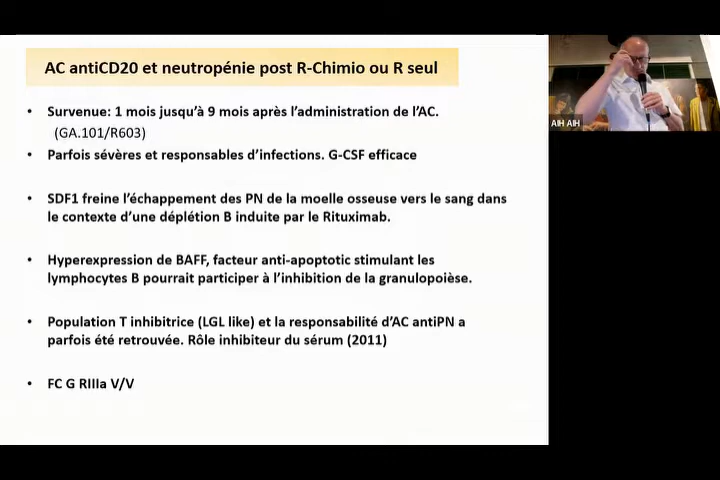 AC antiCD20 et neutropénie post R-Chimio ou R seul
• Survenue: 1 mois jusqu'à 9 mois après l'administration de l'AC.
(GA.101/R603)
• Parfois sévères et responsables d'infections. G-CSF efficace
• SDF1 freine l'échappement des PN de la moelle osseuse vers le sang dans
le contexte d'une déplétion B induite par le Rituximab.
• Hyperexpression de BAFF, facteur anti-apoptotic stimulant les
lymphocytes B pourrait participer à l'inhibition de la granulopoièse.
• Population T inhibitrice (LGL like) et la responsabilité d'AC antiPN a
parfois été retrouvée. Rôle inhibiteur du sérum (2011)
• FC G RIIIa V/V
AIH AIH